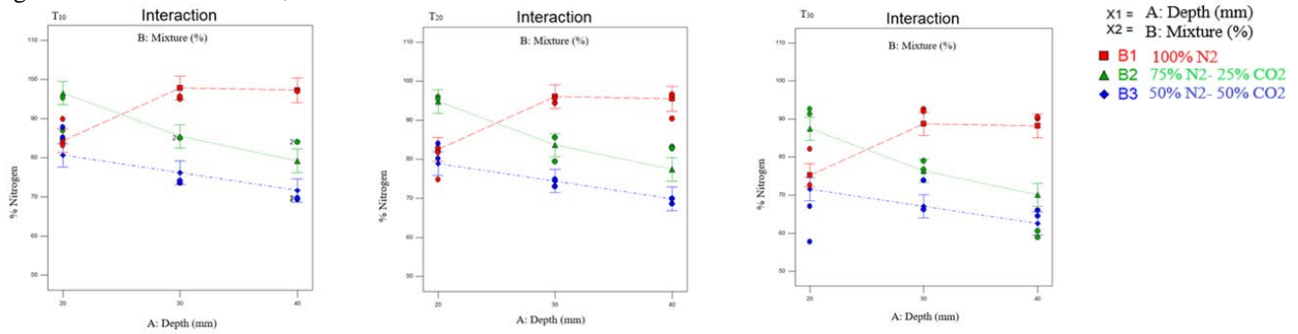 T10
Interaction
B: Mixture (%)
110
100
90
80
70
60
50
% Nitrogen
20
30
40
A: Depth (mm)
2
2
T20
Interaction
B: Mixture (%)
110
100
90
80
70
60
50
% Nitrogen
20
30
40
A: Depth (mm)
T30
Interaction
B: Mixture (%)
110
100
90
80
70
60
50
% Nitrogen
20
30
40
A: Depth (mm)
X1 = A: Depth (mm)
X2 = B: Mixture (%)
B1 100% N2
B2 75% N2- 25% CO2
B3 50% N2- 50% CO2